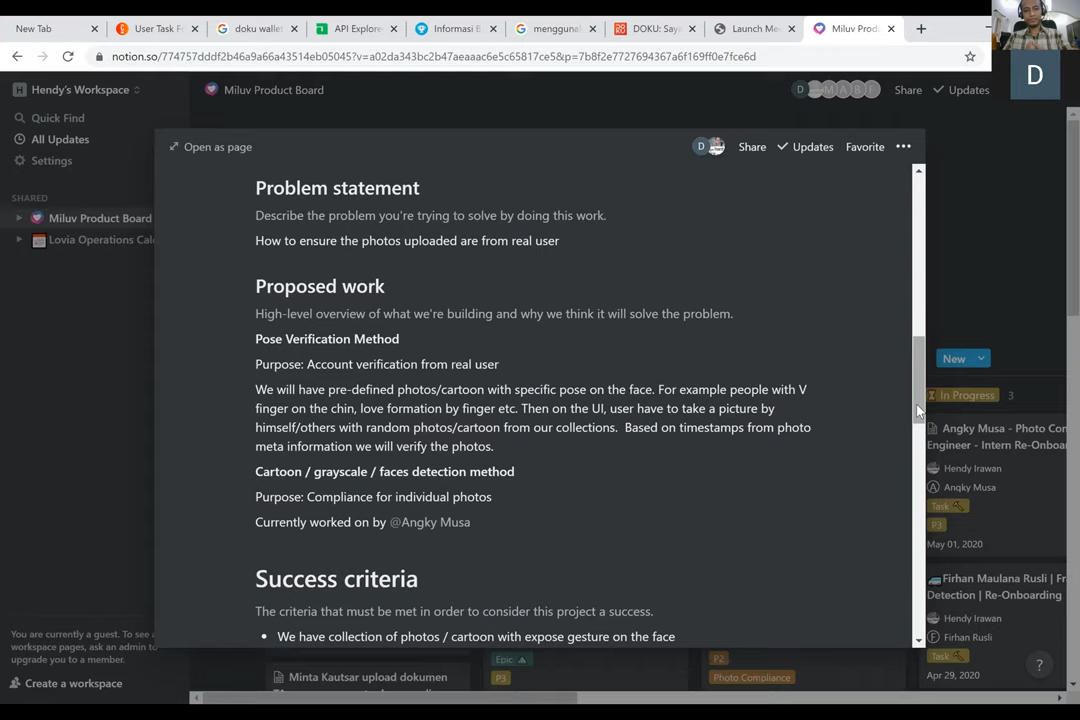 New Tab
User Task F
doku wallet
API Explore
Informasi B
menggunak
DOKU: Saya
Launch Me
Miluv Prod
notion.so/774757dddf2b46a9a66a43514eb05045?v=a02da343bc2b47aeaaac6e5c65817ce5&p=7b8f2e7727694367a6f169ff0e7fce6d
D
H Hendy's Workspace
Miluv Product Board
D M A B F
Share
Updates
Quick Find
All Updates
Settings
SHARED
Miluv Product Board
Lovia Operations Cal
Open as page
D
Share
Updates
Favorite
Problem statement
Describe the problem you're trying to solve by doing this work.
How to ensure the photos uploaded are from real user
Proposed work
High-level overview of what we're building and why we think it will solve the problem.
Pose Verification Method
Purpose: Account verification from real user
We will have pre-defined photos/cartoon with specific pose on the face. For example people with V
finger on the chin, love formation by finger etc. Then on the UI, user have to take a picture by
himself/others with random photos/cartoon from our collections.  Based on timestamps from photo
meta information we will verify the photos.
Cartoon / grayscale / faces detection method
Purpose: Compliance for individual photos
Currently worked on by @Angky Musa
Success criteria
The criteria that must be met in order to consider this project a success.
• We have collection of photos / cartoon with expose gesture on the face
New
In Progress 3
Angky Musa - Photo Com
Engineer - Intern Re-Onboa
Hendy Irawan
A Angky Musa
Task
P3
May 01, 2020
Firhan Maulana Rusli | Fr
Detection | Re-Onboarding
Hendy Irawan
F Firhan Rusli
Task
Apr 29, 2020
You are currently a guest. To see
workspace pages, ask an admin to
upgrade you to a member.
Create a workspace
Minta Kautsar upload dokumen
Epic
P3
P2
Photo Compliance
?